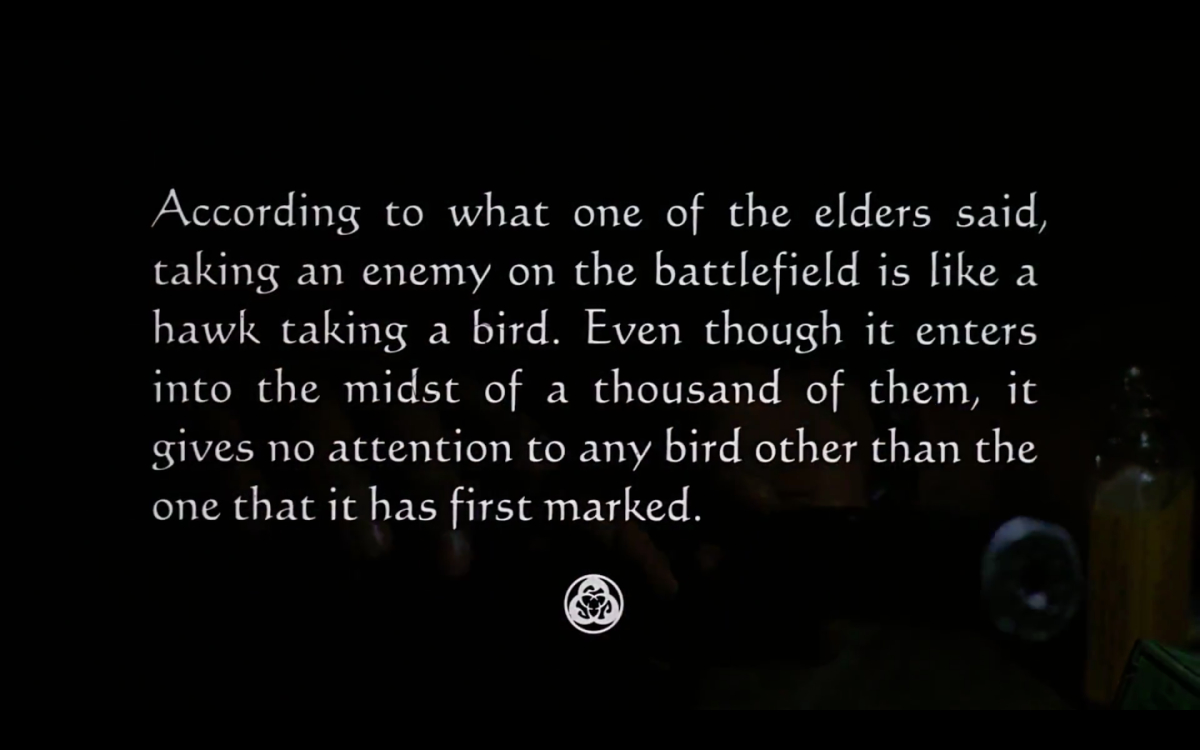 According to what one of the elders said,
taking an enemy on the battlefield is like a
hawk taking a bird. Even though it enters
into the midst of a thousand of them, it
gives no attention to any bird other than the
one that it has first marked.